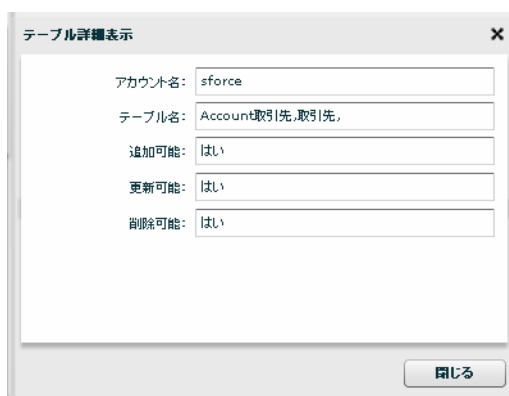 テーブル詳細表示
アカウント名: sforce
テーブル名: Account取引先,取引先,
追加可能: はい
更新可能: はい
削除可能: はい
閉じる